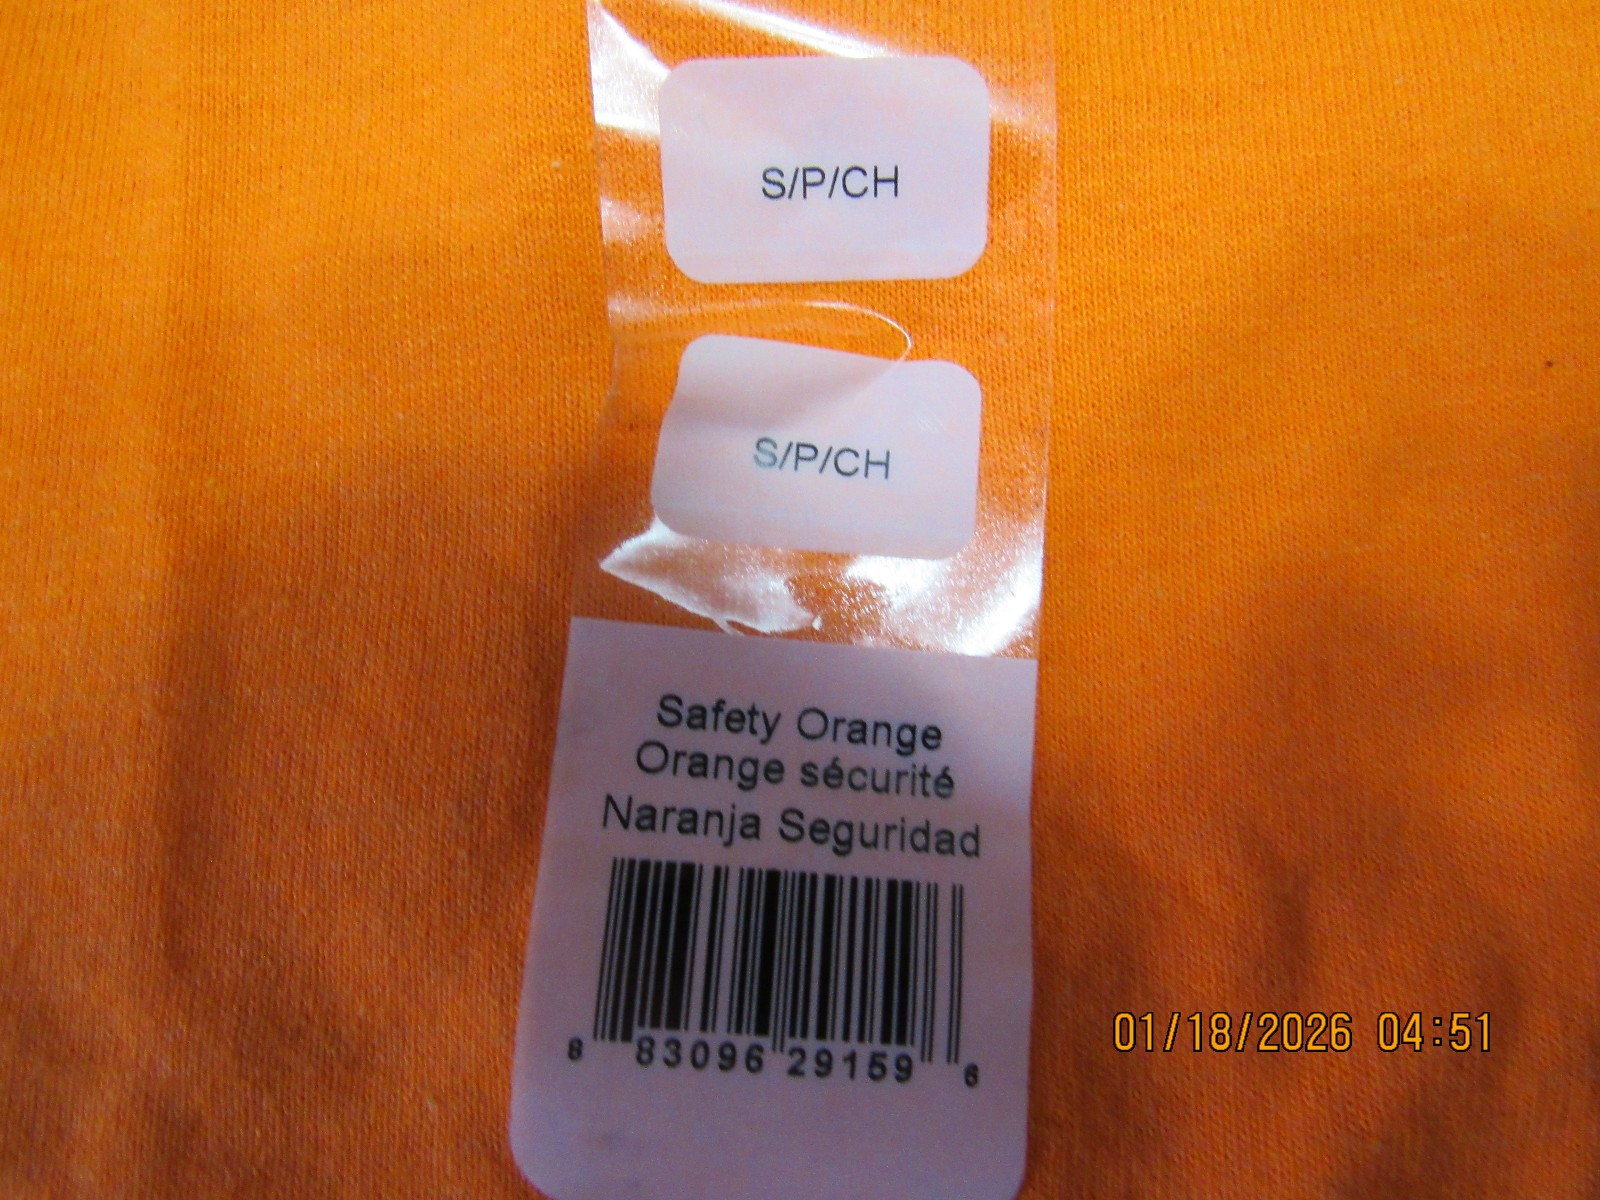 S/P/CH
S/P/CH
Safety Orange
Orange sécurité
Naranja Seguridad
8 83096 29159 6
01/18/2026 04:51